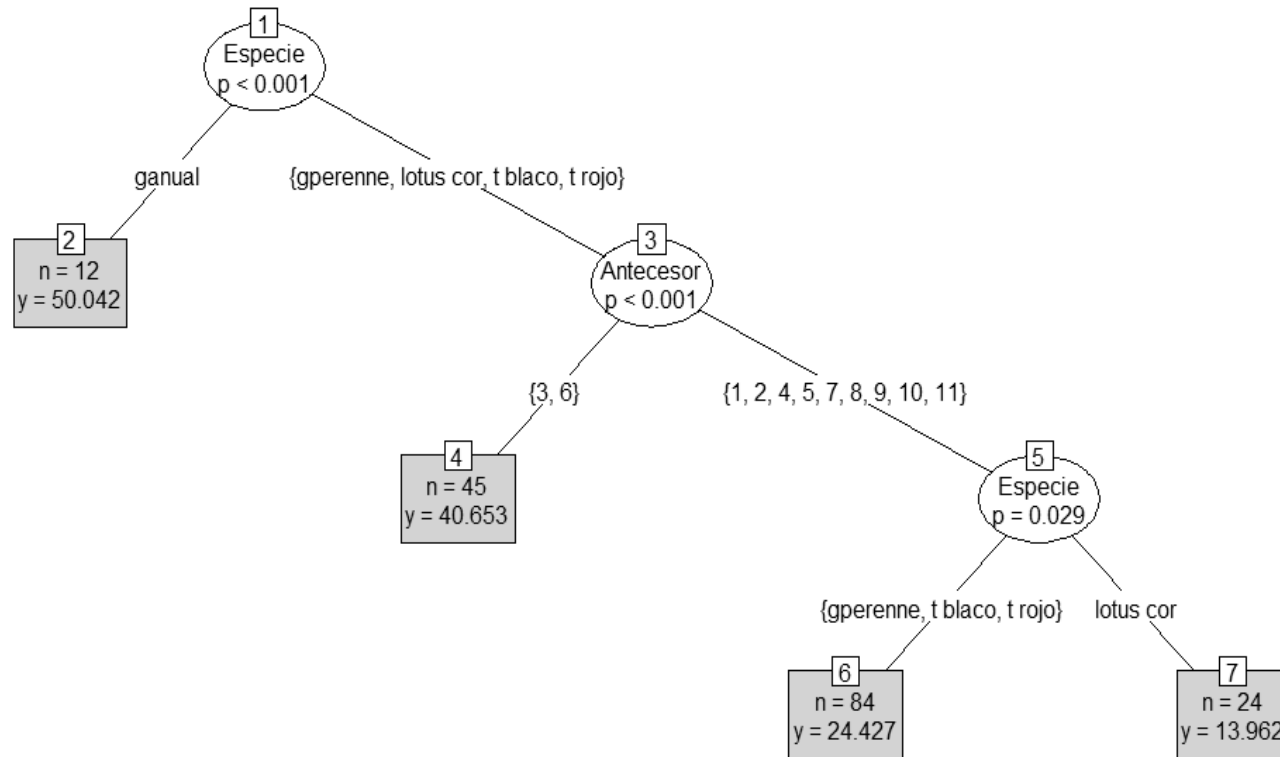 1
Especie
p < 0.001
ganual
{gperenne, lotus cor, t blaco, t rojo}
2
n = 12
y = 50.042
3
Antecesor
p < 0.001
{3, 6}
{1, 2, 4, 5, 7, 8, 9, 10, 11}
4
n = 45
y = 40.653
5
Especie
p = 0.029
{gperenne, t blaco, t rojo}
lotus cor
6
n = 84
y = 24.427
7
n = 24
y = 13.962